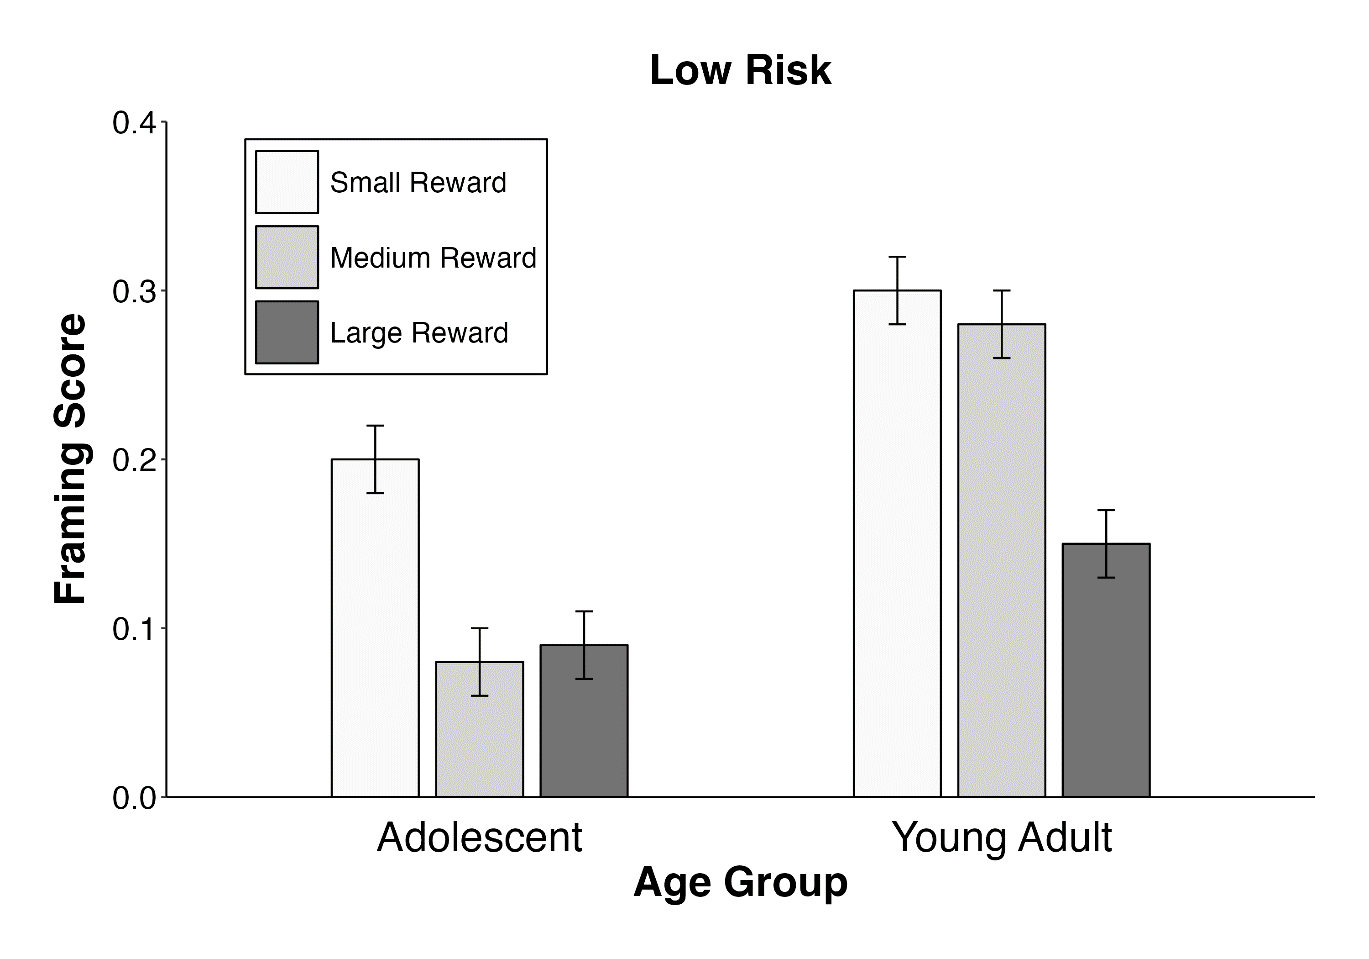 Low Risk
0.4
Small Reward
Medium Reward
0.3
Large Reward
Framing Score
0.2
0.1
0.0
Adolescent Young Adult
Age Group